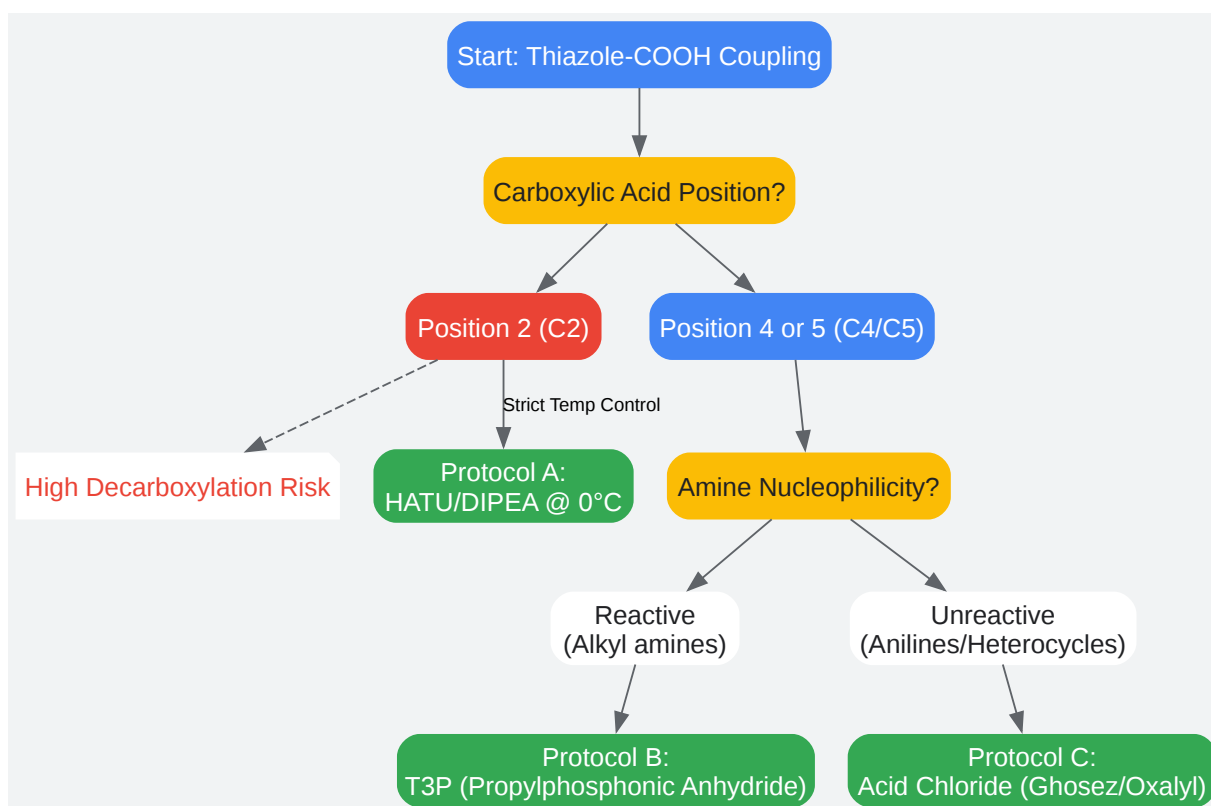 Start: Thiazole-COOH Coupling
Carboxylic Acid Position?
Position 2 (C2)
Position 4 or 5 (C4/C5)
Strict Temp Control
High Decarboxylation Risk
Protocol A:
HATU/DIPEA @ 0°C
Amine Nucleophilicity?
Reactive
(Alkyl amines)
Unreactive
(Anilines/Heterocycles)
Protocol B:
T3P (Propylphosphonic Anhydride)
Protocol C:
Acid Chloride (Ghosez/Oxalyl)